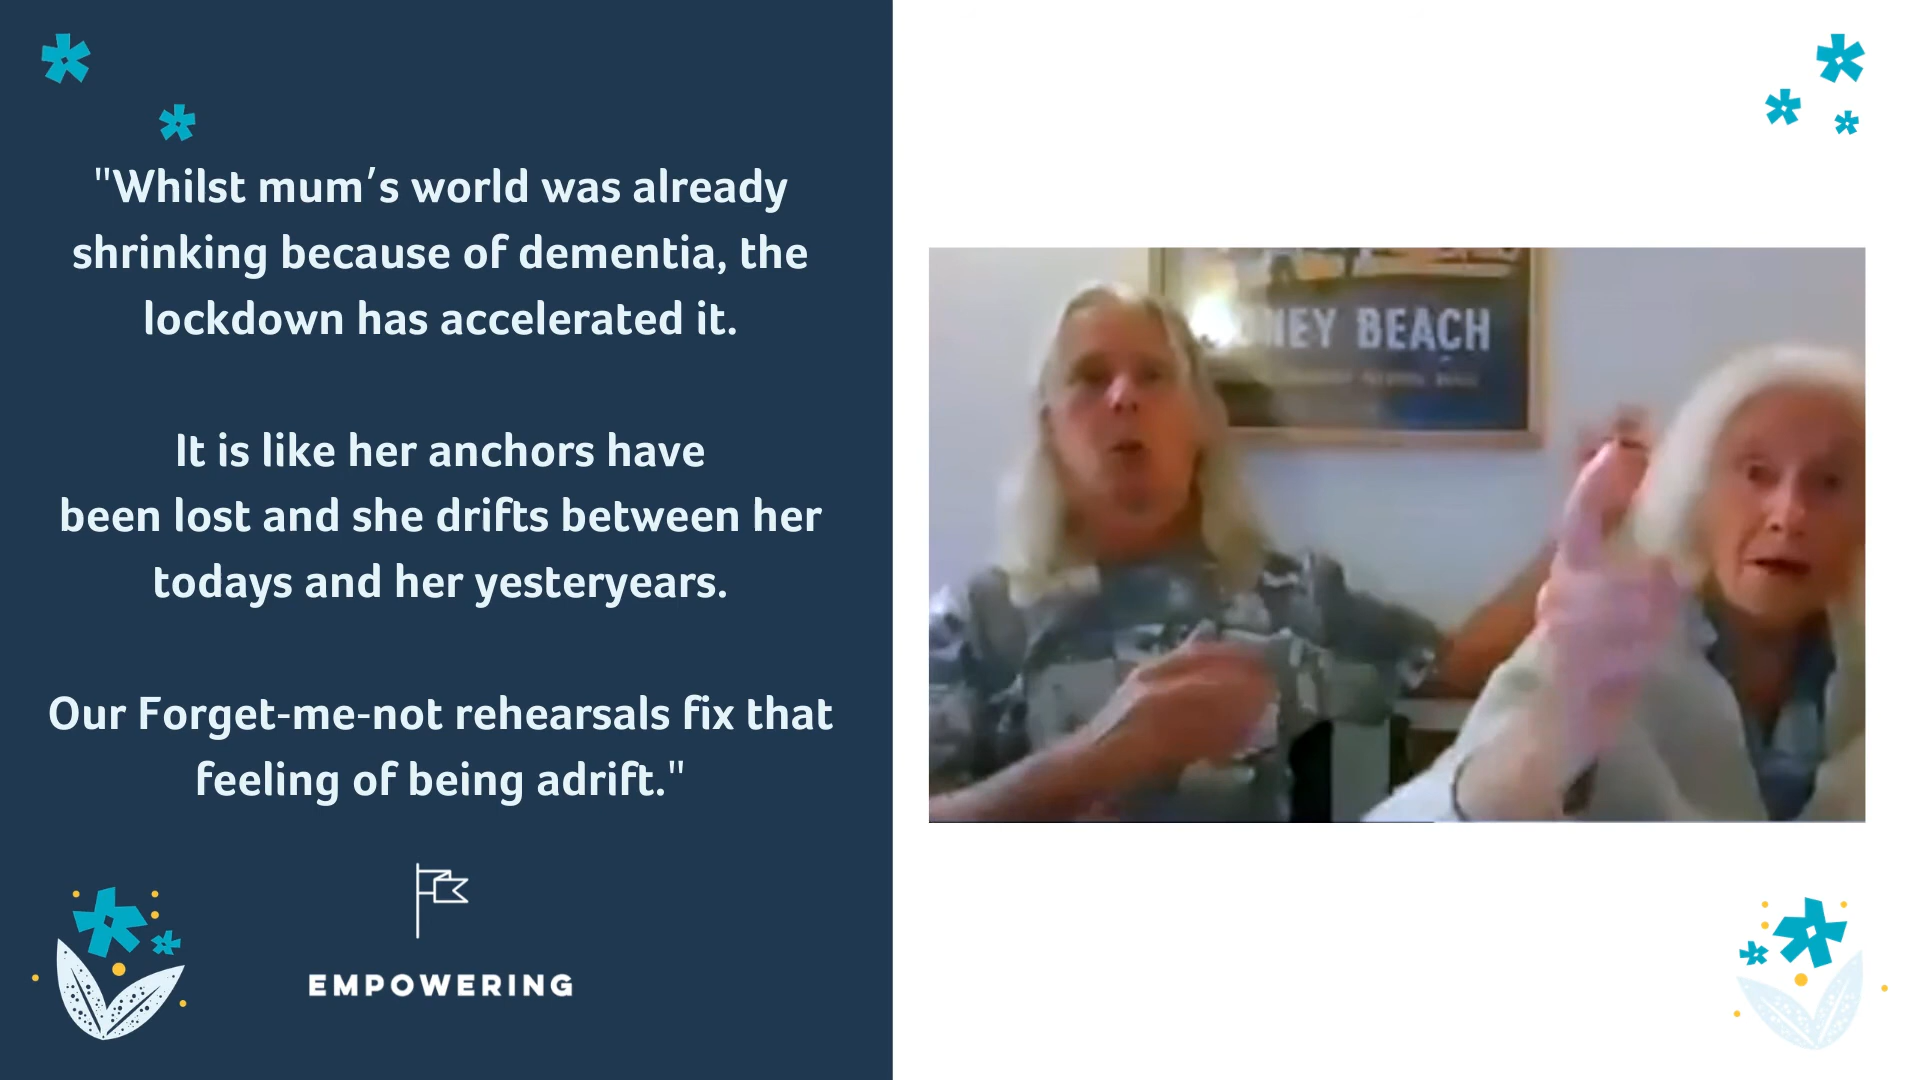 "Whilst mum's world was already
shrinking because of dementia, the
lockdown has accelerated it.
It is like her anchors have
been lost and she drifts between her
todays and her yesteryears.
Our Forget-me-not rehearsals fix that
feeling of being adrift."
EMPOWERING
BEACH